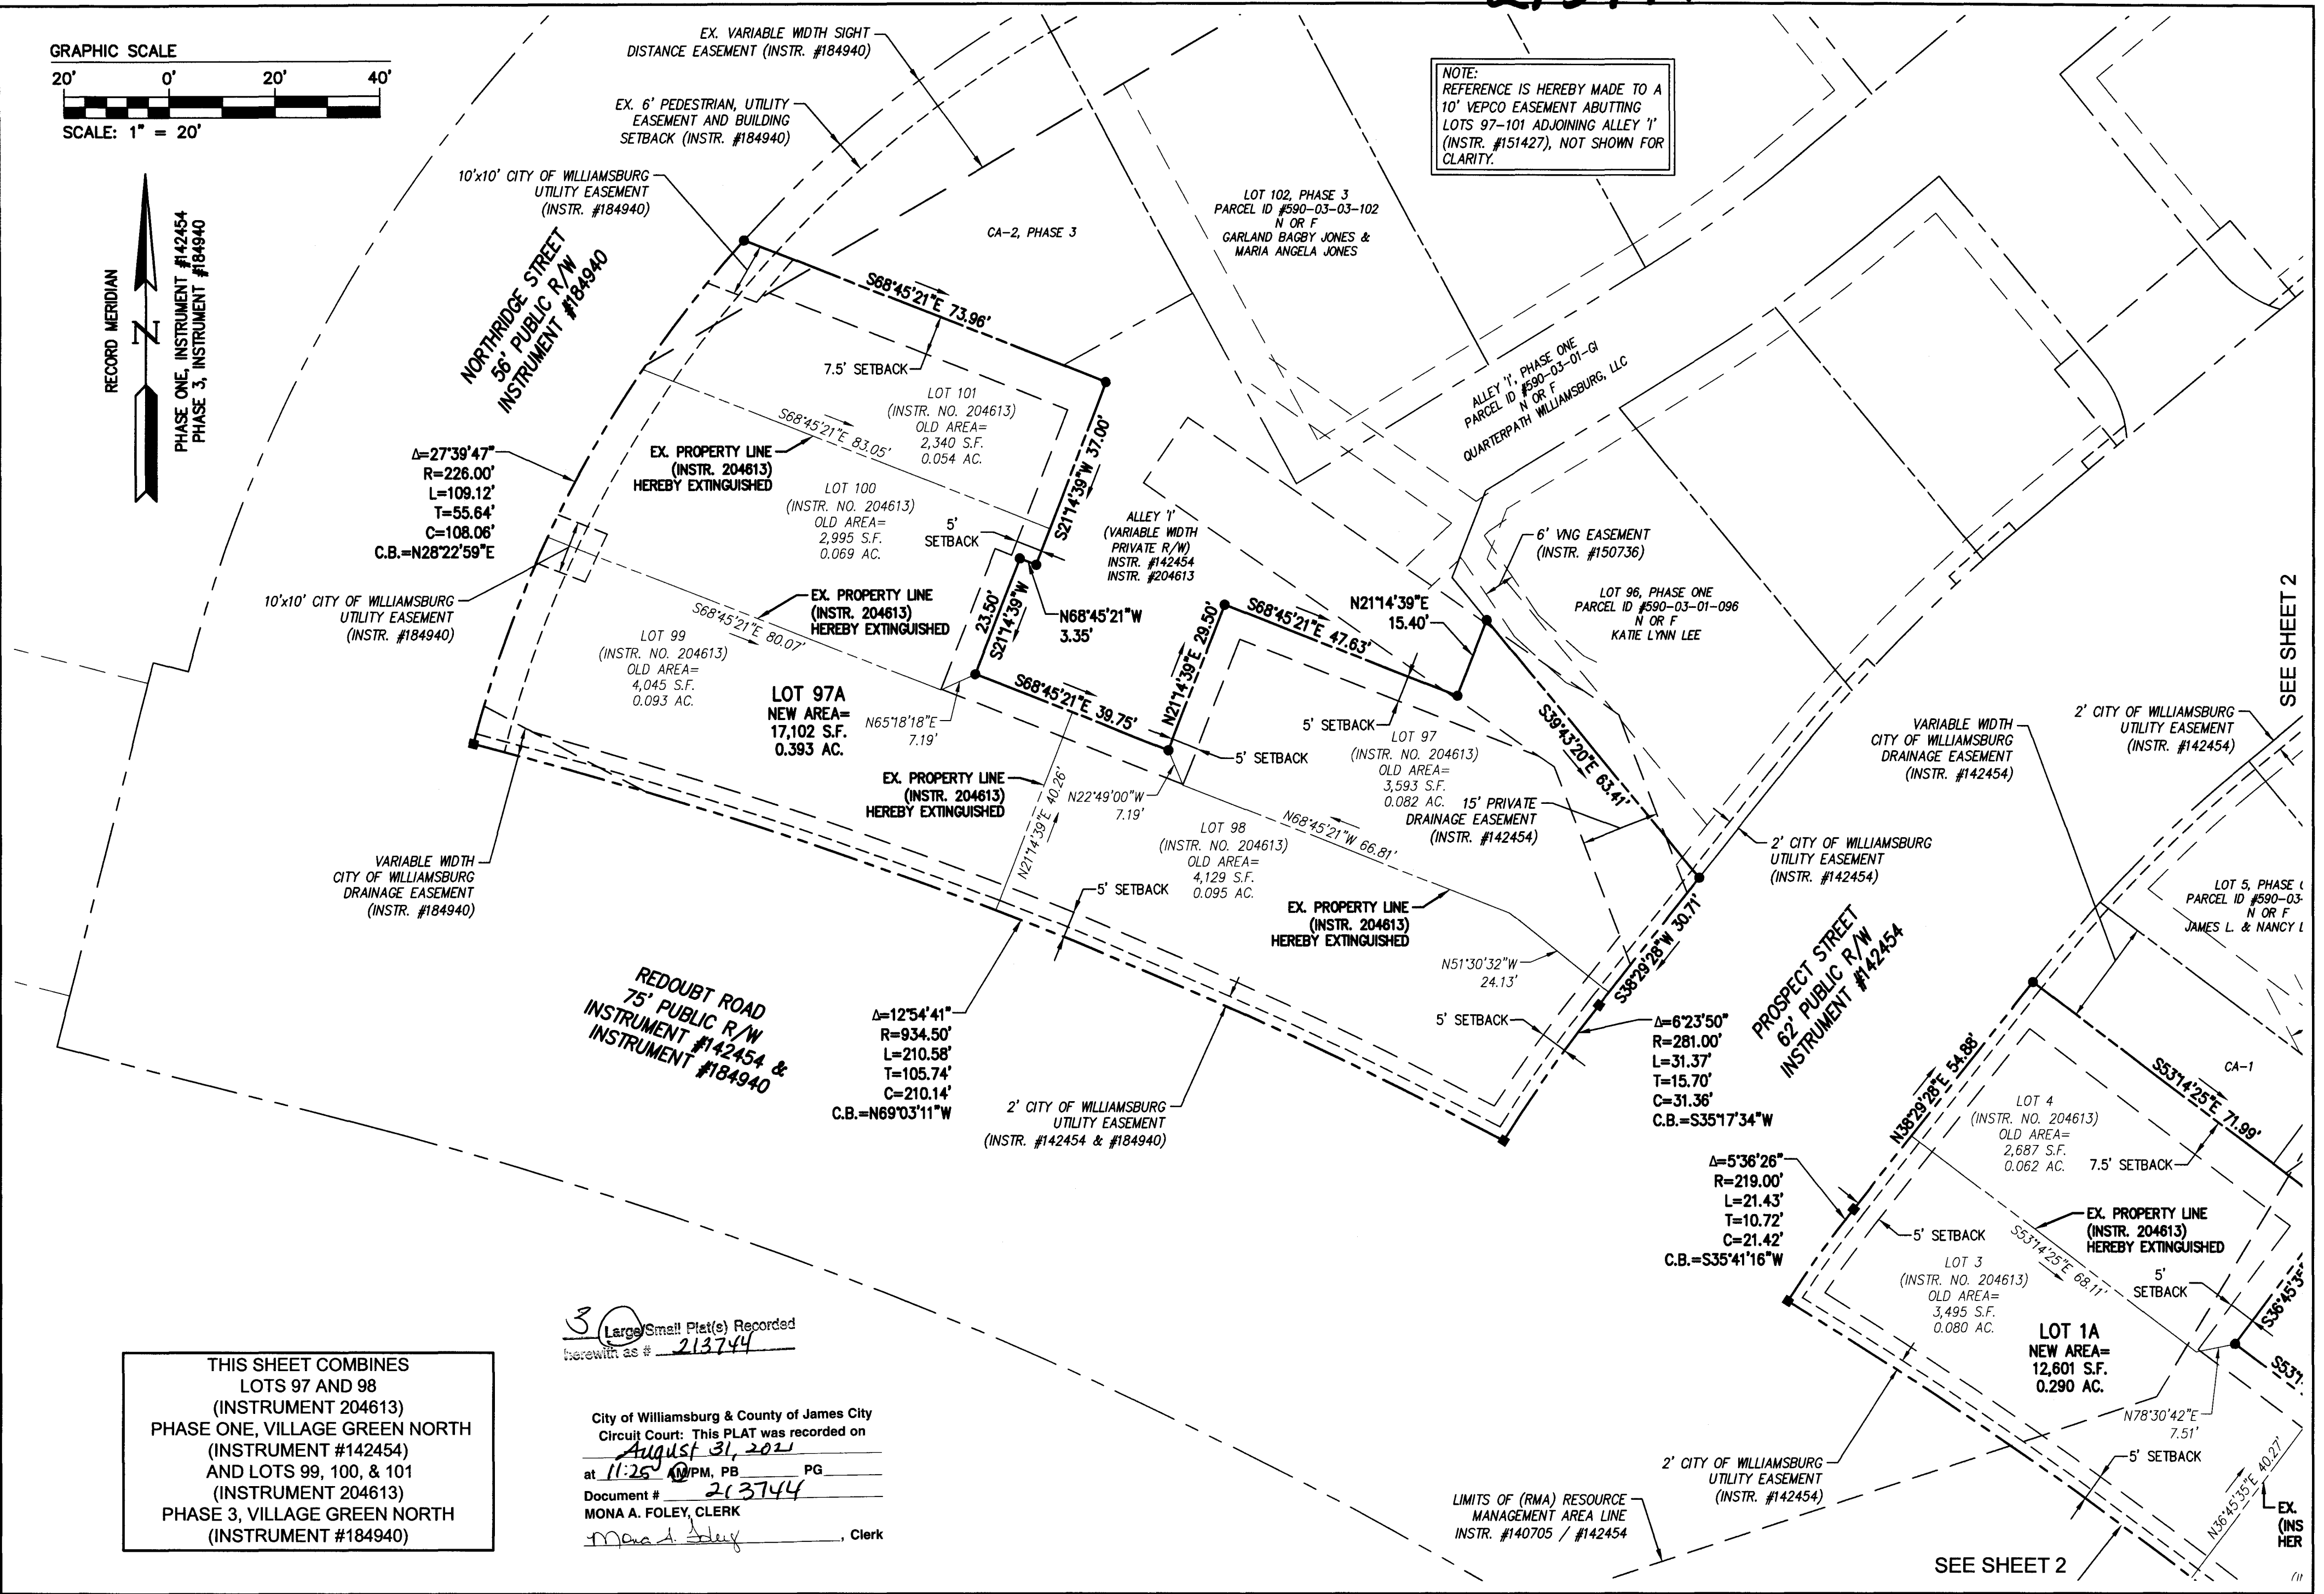 GRAPHIC SCALE
20' 0' 20' 40'
SCALE: 1" = 20'
RECORD MERIDIAN
N
PHASE ONE, INSTRUMENT #142454
PHASE 3, INSTRUMENT #184940
EX. VARIABLE WIDTH SIGHT
DISTANCE EASEMENT (INSTR. #184940)
EX. 6' PEDESTRIAN, UTILITY
EASEMENT AND BUILDING
SETBACK (INSTR. #184940)
10'x10' CITY OF WILLIAMSBURG
UTILITY EASEMENT
(INSTR. #184940)
NORTHRIDGE STREET
56' PUBLIC R/W
INSTRUMENT #184940
NOTE:
REFERENCE IS HEREBY MADE TO A
10' VEPCO EASEMENT ABUTTING
LOTS 97-101 ADJOINING ALLEY 'I'
(INSTR. #151427), NOT SHOWN FOR
CLARITY.
LOT 102, PHASE 3
PARCEL ID #590-03-03-102
N OR F
GARLAND BAGBY JONES &
MARIA ANGELA JONES
CA-2, PHASE 3
S68°45'21"E 73.96'
7.5' SETBACK
LOT 101
(INSTR. NO. 204613)
OLD AREA=
2,340 S.F.
0.054 AC.
S68°45'21"E 83.05'
EX. PROPERTY LINE
(INSTR. 204613)
HEREBY EXTINGUISHED
S21°14'39"W 37.00'
ALLEY 'I', PHASE ONE
PARCEL ID #590-03-01-GI
N OR F
QUARTERPATH WILLIAMSBURG, LLC
Δ=27°39'47"
R=226.00'
L=109.12'
T=55.64'
C=108.06'
C.B.=N28°22'59"E
LOT 100
(INSTR. NO. 204613)
OLD AREA=
2,995 S.F.
0.069 AC.
5'
SETBACK
ALLEY 'I'
(VARIABLE WIDTH
PRIVATE R/W)
INSTR. #142454
INSTR. #204613
6' VNG EASEMENT
(INSTR. #150736)
LOT 96, PHASE ONE
PARCEL ID #590-03-01-096
N OR F
KATIE LYNN LEE
SEE SHEET 2
10'x10' CITY OF WILLIAMSBURG
UTILITY EASEMENT
(INSTR. #184940)
EX. PROPERTY LINE
(INSTR. 204613)
HEREBY EXTINGUISHED
S68°45'21"E 80.07'
23.50'
S21°14'39"W
N68°45'21"W
3.35'
N21°14'39"E 29.50'
S68°45'21"E 47.63'
N21°14'39"E
15.40'
LOT 99
(INSTR. NO. 204613)
OLD AREA=
4,045 S.F.
0.093 AC.
LOT 97A
NEW AREA=
17,102 S.F.
0.393 AC.
N65°18'18"E
7.19'
S68°45'21"E 39.75'
5' SETBACK
5' SETBACK
LOT 97
(INSTR. NO. 204613)
OLD AREA=
3,593 S.F.
0.082 AC.
S39°43'20"E 63.41'
EX. PROPERTY LINE
(INSTR. 204613)
HEREBY EXTINGUISHED
N21°14'39"E 40.26'
N22°49'00"W
7.19'
15' PRIVATE
DRAINAGE EASEMENT
(INSTR. #142454)
VARIABLE WIDTH
CITY OF WILLIAMSBURG
DRAINAGE EASEMENT
(INSTR. #142454)
2' CITY OF WILLIAMSBURG
UTILITY EASEMENT
(INSTR. #142454)
LOT 98
(INSTR. NO. 204613)
OLD AREA=
4,129 S.F.
0.095 AC.
N68°45'21"W 66.81'
2' CITY OF WILLIAMSBURG
UTILITY EASEMENT
(INSTR. #142454)
VARIABLE WIDTH
CITY OF WILLIAMSBURG
DRAINAGE EASEMENT
(INSTR. #184940)
5' SETBACK
EX. PROPERTY LINE
(INSTR. 204613)
HEREBY EXTINGUISHED
S38°29'28"W 30.71'
LOT 5, PHASE
PARCEL ID #590-03-
N OR F
JAMES L. & NANCY L
N51°30'32"W
24.13'
REDOUBT ROAD
75' PUBLIC R/W
INSTRUMENT #142454 &
INSTRUMENT #184940
Δ=12°54'41"
R=934.50'
L=210.58'
T=105.74'
C=210.14'
C.B.=N69°03'11"W
5' SETBACK
Δ=6°23'50"
R=281.00'
L=31.37'
T=15.70'
C=31.36'
C.B.=S35°17'34"W
PROSPECT STREET
62' PUBLIC R/W
INSTRUMENT #142454
2' CITY OF WILLIAMSBURG
UTILITY EASEMENT
(INSTR. #142454 & #184940)
N38°29'28"E 54.88'
S53°14'25"E 71.99'
CA-1
LOT 4
(INSTR. NO. 204613)
OLD AREA=
2,687 S.F.
0.062 AC.
7.5' SETBACK
Δ=5°36'26"
R=219.00'
L=21.43'
T=10.72'
C=21.42'
C.B.=S35°41'16"W
5' SETBACK
EX. PROPERTY LINE
(INSTR. 204613)
HEREBY EXTINGUISHED
S53°14'25"E 68.11'
LOT 3
(INSTR. NO. 204613)
OLD AREA=
3,495 S.F.
0.080 AC.
5'
SETBACK
S36°45'35"
S53°1
LOT 1A
NEW AREA=
12,601 S.F.
0.290 AC.
N78°30'42"E
7.51'
5' SETBACK
N36°45'35"E 40.27'
EX.
(INS
HER
2' CITY OF WILLIAMSBURG
UTILITY EASEMENT
(INSTR. #142454)
LIMITS OF (RMA) RESOURCE
MANAGEMENT AREA LINE
INSTR. #140705 / #142454
SEE SHEET 2
THIS SHEET COMBINES
LOTS 97 AND 98
(INSTRUMENT 204613)
PHASE ONE, VILLAGE GREEN NORTH
(INSTRUMENT #142454)
AND LOTS 99, 100, & 101
(INSTRUMENT 204613)
PHASE 3, VILLAGE GREEN NORTH
(INSTRUMENT #184940)
3 Large/Small Plat(s) Recorded
herewith as # 213744
City of Williamsburg & County of James City
Circuit Court: This PLAT was recorded on
August 31, 2021
at 11:25 AM/PM, PB PG
Document # 213744
MONA A. FOLEY, CLERK
Mona A. Foley, Clerk